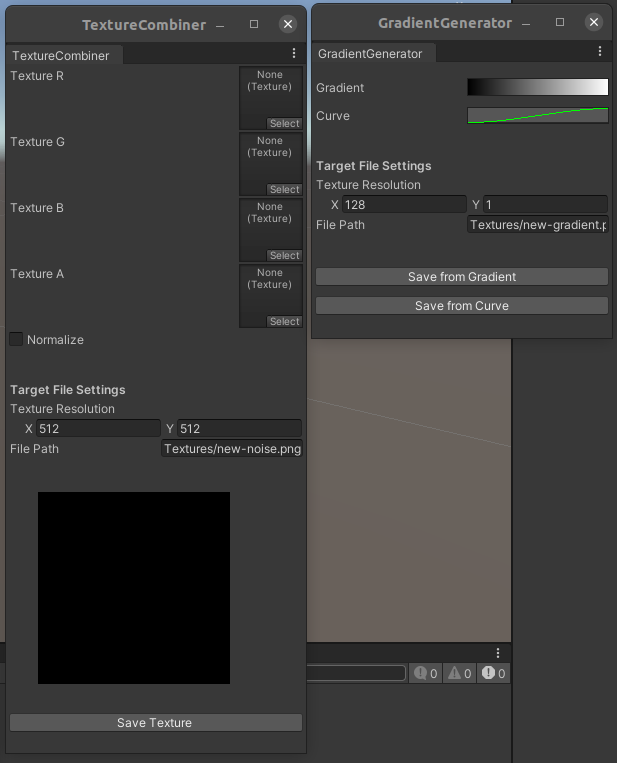 TextureCombiner
TextureCombiner
Texture R
None
(Texture)
Select
Texture G
None
(Texture)
Select
Texture B
None
(Texture)
Select
Texture A
None
(Texture)
Select
Normalize
Target File Settings
Texture Resolution
X 512 Y 512
File Path Textures/new-noise.png
Save Texture
GradientGenerator
GradientGenerator
Gradient
Curve
Target File Settings
Texture Resolution
X 128 Y 1
File Path Textures/new-gradient.p
Save from Gradient
Save from Curve
0 0 0